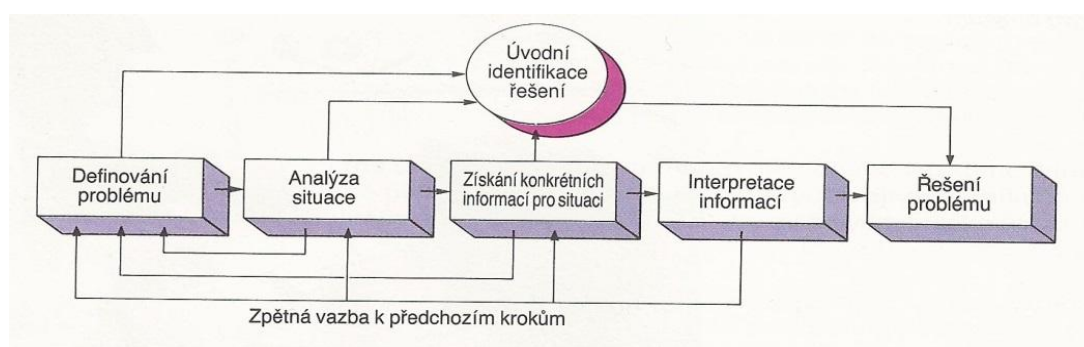 Úvodní
identifikace
řešení
Definování
problému
Analýza
situace
Získání konkrétních
informací pro situaci
Interpretace
informací
Řešení
problému
Zpětná vazba k předchozím krokům